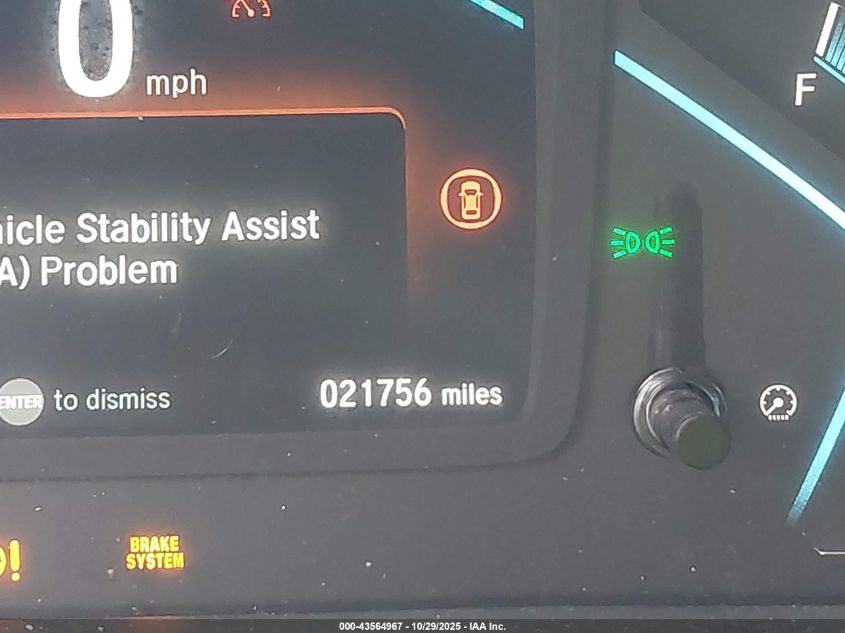 0
mph
F
Stability Assist
A) Problem
ENTER to dismiss
021756 miles
BRAKE
SYSTEM
000-43564967 - 10/29/2025 - IAA Inc.